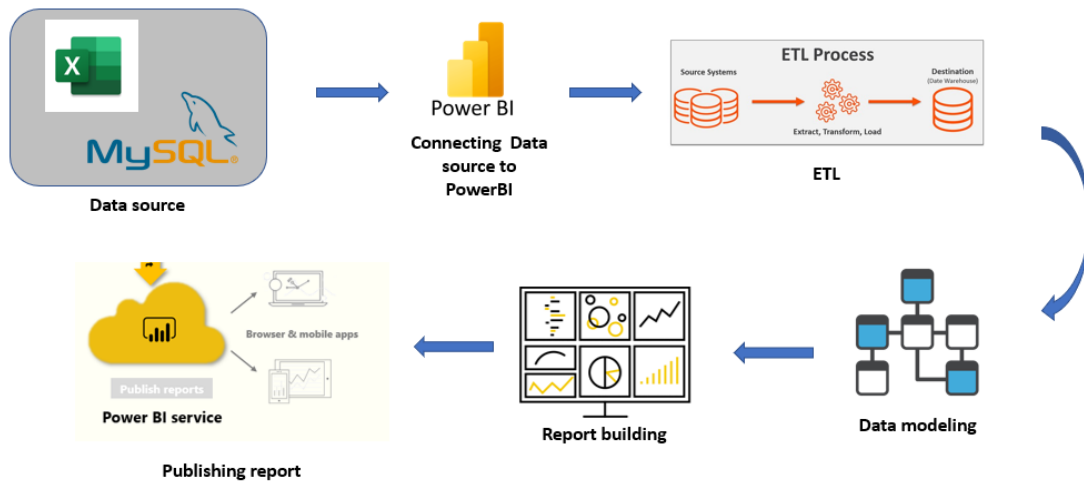 X
MySQL®
Data source
Power BI
Connecting Data
source to
PowerBI
ETL Process
Source Systems
Destination
(Date Warehouse)
Extract, Transform, Load
ETL
Data modeling
Report building
Browser & mobile apps
Publish reports
Power BI service
Publishing report